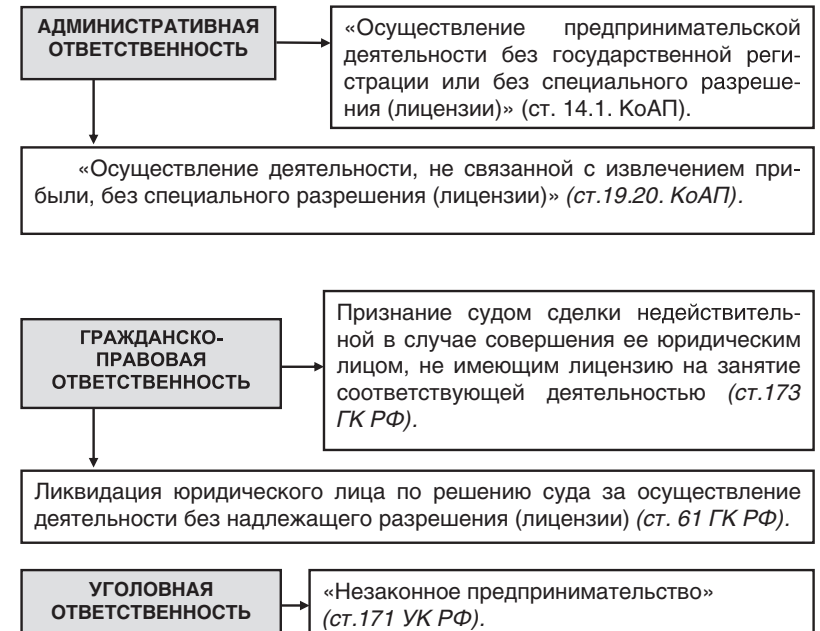 АДМИНИСТРАТИВНАЯ
ОТВЕТСТВЕННОСТЬ
«Осуществление предпринимательской
деятельности без государственной реги-
страции или без специального разреше-
ния (лицензии)» (ст. 14.1. КоАП).
«Осуществление деятельности, не связанной с извлечением при-
были, без специального разрешения (лицензии)» (ст.19.20. КоАП).
ГРАЖДАНСКО-
ПРАВОВАЯ
ОТВЕТСТВЕННОСТЬ
Признание судом сделки недействитель-
ной в случае совершения ее юридическим
лицом, не имеющим лицензию на занятие
соответствующей деятельностью (ст.173
ГК РФ).
Ликвидация юридического лица по решению суда за осуществление
деятельности без надлежащего разрешения (лицензии) (ст. 61 ГК РФ).
УГОЛОВНАЯ
ОТВЕТСТВЕННОСТЬ
«Незаконное предпринимательство»
(ст.171 УК РФ).